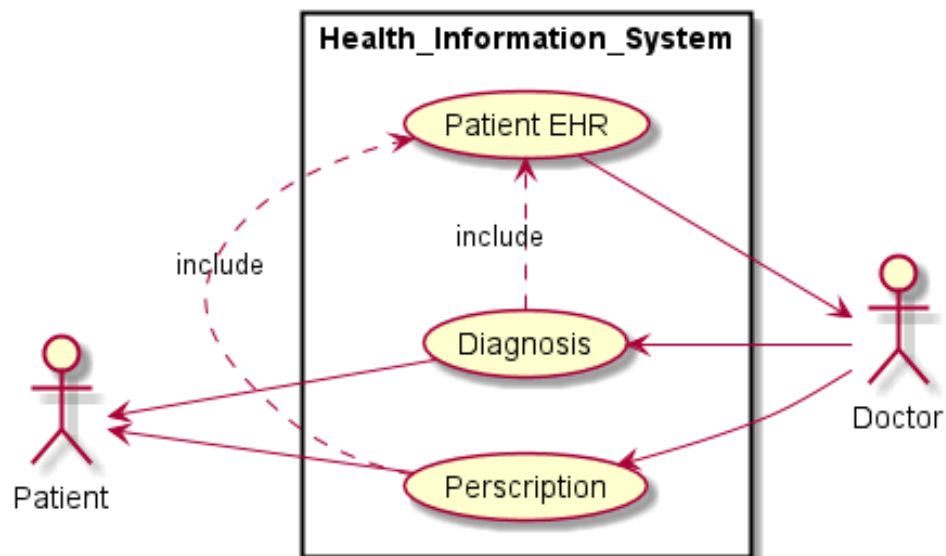 Health_Information_System
Patient EHR
include
include
Diagnosis
Doctor
Perscription
Patient